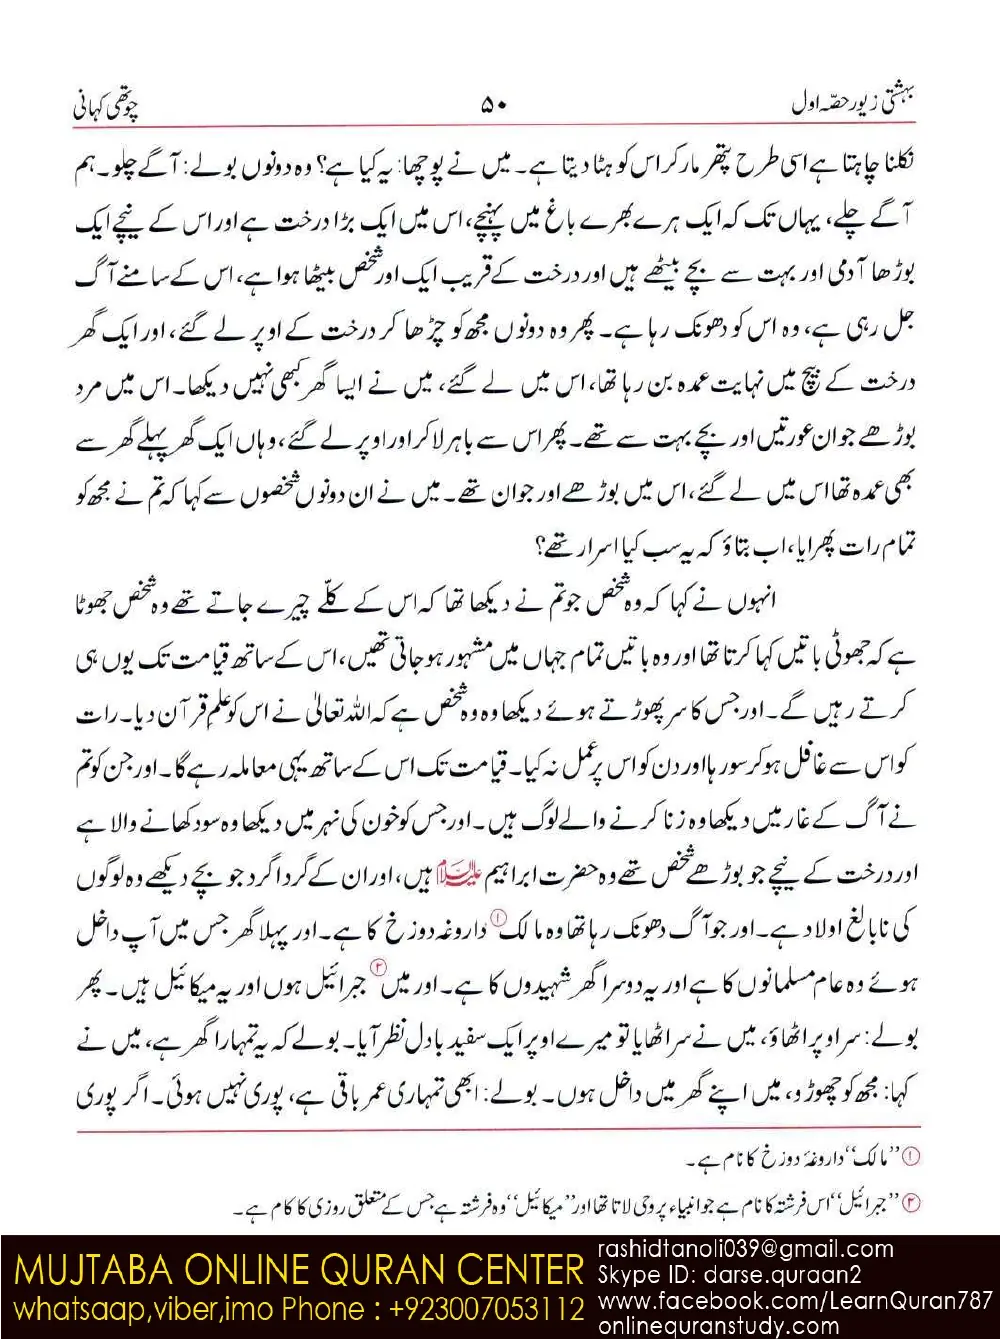 بہشتی زیور حصّہ اول ۵۰ چوتھی کہانی
نکلنا چاہتا ہے اسی طرح پتھر مار کر اس کو ہٹا دیتا ہے۔ میں نے پوچھا: یہ کیا ہے؟ وہ دونوں بولے: آگے چلو۔ ہم
آگے چلے، یہاں تک کہ ایک ہرے بھرے باغ میں پہنچے، اس میں ایک بڑا درخت ہے اور اس کے نیچے ایک
بوڑھا آدمی اور بہت سے بچے بیٹھے ہیں اور درخت کے قریب ایک اور شخص بیٹھا ہوا ہے، اس کے سامنے آگ
جل رہی ہے، وہ اس کو دھونک رہا ہے۔ پھر وہ دونوں مجھ کو چڑھا کر درخت کے اوپر لے گئے، اور ایک گھر
درخت کے بیچ میں نہایت عمدہ بن رہا تھا، اس میں لے گئے، میں نے ایسا گھر کبھی نہیں دیکھا۔ اس میں مرد
بوڑھے جوان عورتیں اور بچے بہت سے تھے۔ پھر اس سے باہر لا کر اور اوپر لے گئے، وہاں ایک گھر پہلے گھر سے
بھی عمدہ تھا اس میں لے گئے، اس میں بوڑھے اور جوان تھے۔ میں نے ان دونوں شخصوں سے کہا کہ تم نے مجھ کو
تمام رات پھرایا، اب بتاؤ کہ یہ سب کیا اسرار تھے؟
انہوں نے کہا کہ وہ شخص جو تم نے دیکھا تھا کہ اس کے کلّے چیرے جاتے تھے وہ شخص جھوٹا
ہے کہ جھوٹی باتیں کہا کرتا تھا اور وہ باتیں تمام جہاں میں مشہور ہو جاتی تھیں، اس کے ساتھ قیامت تک یوں ہی
کرتے رہیں گے۔ اور جس کا سر پھوڑتے ہوئے دیکھا وہ وہ شخص ہے کہ اللہ تعالیٰ نے اس کو علمِ قرآن دیا۔ رات
کو اس سے غافل ہو کر سو رہا اور دن کو اس پر عمل نہ کیا۔ قیامت تک اس کے ساتھ یہی معاملہ رہے گا۔ اور جن کو تم
نے آگ کے غار میں دیکھا وہ زنا کرنے والے لوگ ہیں۔ اور جس کو خون کی نہر میں دیکھا وہ سود کھانے والا ہے
اور درخت کے نیچے جو بوڑھے شخص تھے وہ حضرت ابراہیم علیہ السلام ہیں، اور ان کے گرد اگرد جو بچے دیکھے وہ لوگوں
کی نابالغ اولاد ہے۔ اور جو آگ دھونک رہا تھا وہ مالک ① داروغہ دوزخ کا ہے۔ اور پہلا گھر جس میں آپ داخل
ہوئے وہ عام مسلمانوں کا ہے اور یہ دوسرا گھر شہیدوں کا ہے۔ اور میں ② جبرائیل ہوں اور یہ میکائیل ہیں۔ پھر
بولے: سر اوپر اٹھاؤ، میں نے سر اٹھایا تو میرے اوپر ایک سفید بادل نظر آیا۔ بولے کہ یہ تمہارا گھر ہے، میں نے
کہا: مجھ کو چھوڑو، میں اپنے گھر میں داخل ہوں۔ بولے: ابھی تمہاری عمر باقی ہے، پوری نہیں ہوئی۔ اگر پوری
① ’’مالک‘‘ داروغۂ دوزخ کا نام ہے۔
② ’’جبرائیل‘‘ اس فرشتہ کا نام ہے جو انبیاء پر وحی لاتا تھا اور ’’میکائیل‘‘ وہ فرشتہ ہے جس کے متعلق روزی کا کام ہے۔
MUJTABA ONLINE QURAN CENTER
whatsaap,viber,imo Phone : +923007053112
rashidtanoli039@gmail.com
Skype ID: darse.quraan2
www.facebook.com/LearnQuran787
onlinequranstudy.com